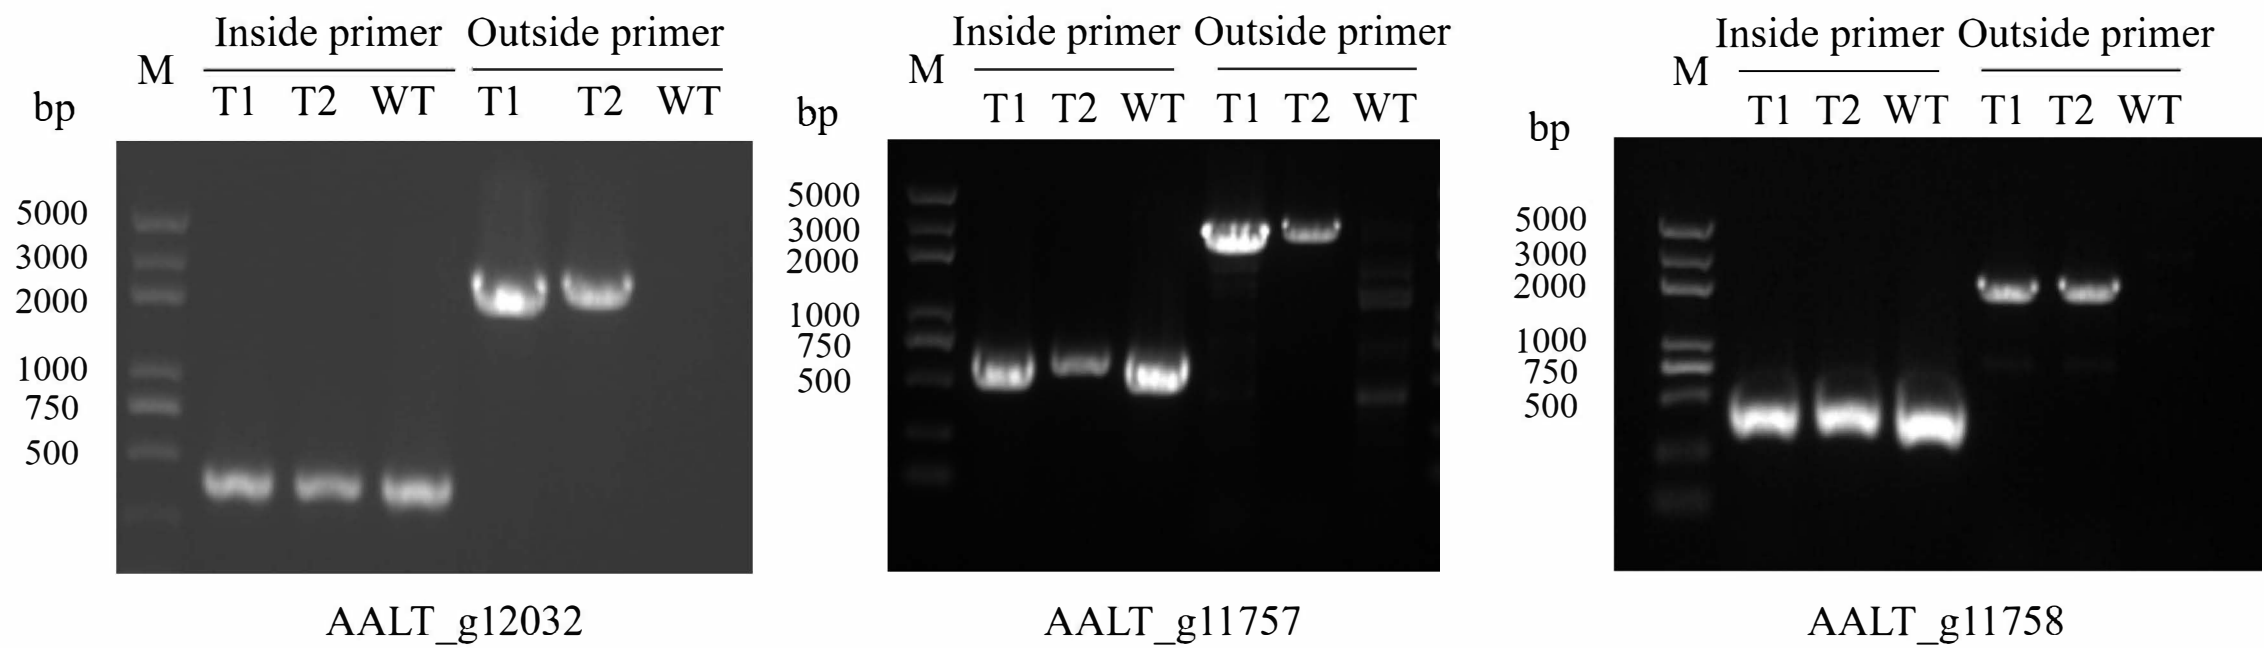 Inside primer Outside primer
M
T1 T2 WT T1 T2 WT
bp
5000
3000
2000
1000
750
500
AALT_g12032
Inside primer Outside primer
M
T1 T2 WT T1 T2 WT
bp
5000
3000
2000
1000
750
500
AALT_g11757
Inside primer Outside primer
M
T1 T2 WT T1 T2 WT
bp
5000
3000
2000
1000
750
500
AALT_g11758